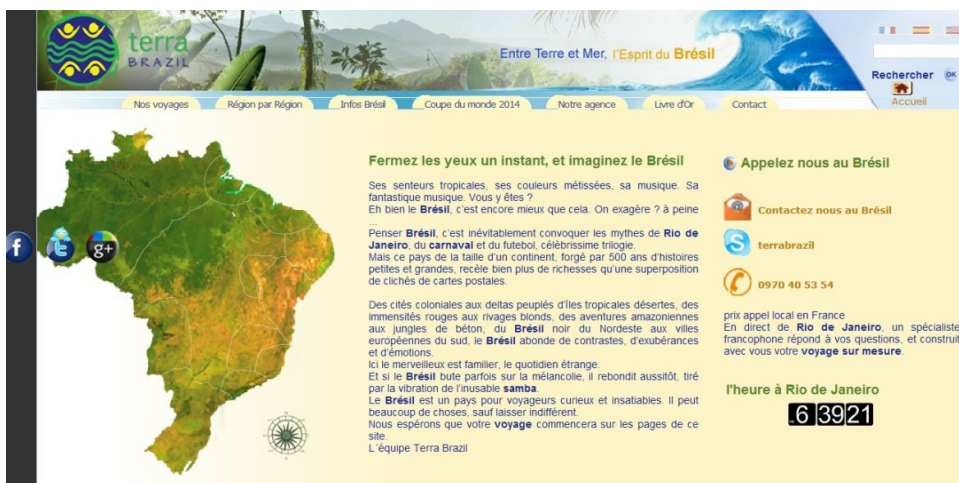 terra
BRAZIL
Entre Terre et Mer, l'Esprit du Brésil
Rechercher OK
Accueil
Nos voyages Région par Région Infos Brésil Coupe du monde 2014 Notre agence Livre d'Or Contact
Fermez les yeux un instant, et imaginez le Brésil
Ses senteurs tropicales, ses couleurs métissées, sa musique. Sa
fantastique musique. Vous y êtes ?
Eh bien le Brésil, c'est encore mieux que cela. On exagère ? à peine
...
Penser Brésil, c'est inévitablement convoquer les mythes de Rio de
Janeiro, du carnaval et du futebol, célèbrissime trilogie.
Mais ce pays de la taille d'un continent, forgé par 500 ans d'histoires
petites et grandes, recèle bien plus de richesses qu'une superposition
de clichés de cartes postales.
Des cités coloniales aux deltas peuplés d'îles tropicales désertes, des
immensités rouges aux rivages blonds, des aventures amazoniennes
aux jungles de béton, du Brésil noir du Nordeste aux villes
européennes du sud, le Brésil abonde de contrastes, d'exubérances
et d'émotions.
Ici le merveilleux est familier, le quotidien étrange.
Et si le Brésil bute parfois sur la mélancolie, il rebondit aussitôt, tiré
par la vibration de l'inusable samba.
Le Brésil est un pays pour voyageurs curieux et insatiables. Il peut
beaucoup de choses, sauf laisser indifférent.
Nous espérons que votre voyage commencera sur les pages de ce
site.
L´équipe Terra Brazil
Appelez nous au Brésil
Contactez nous au Brésil
terrabrazil
0970 40 53 54
prix appel local en France
En direct de Rio de Janeiro, un spécialiste
francophone répond à vos questions, et construit
avec vous votre voyage sur mesure.
l'heure à Rio de Janeiro
6 39 21
f
t
g+
S